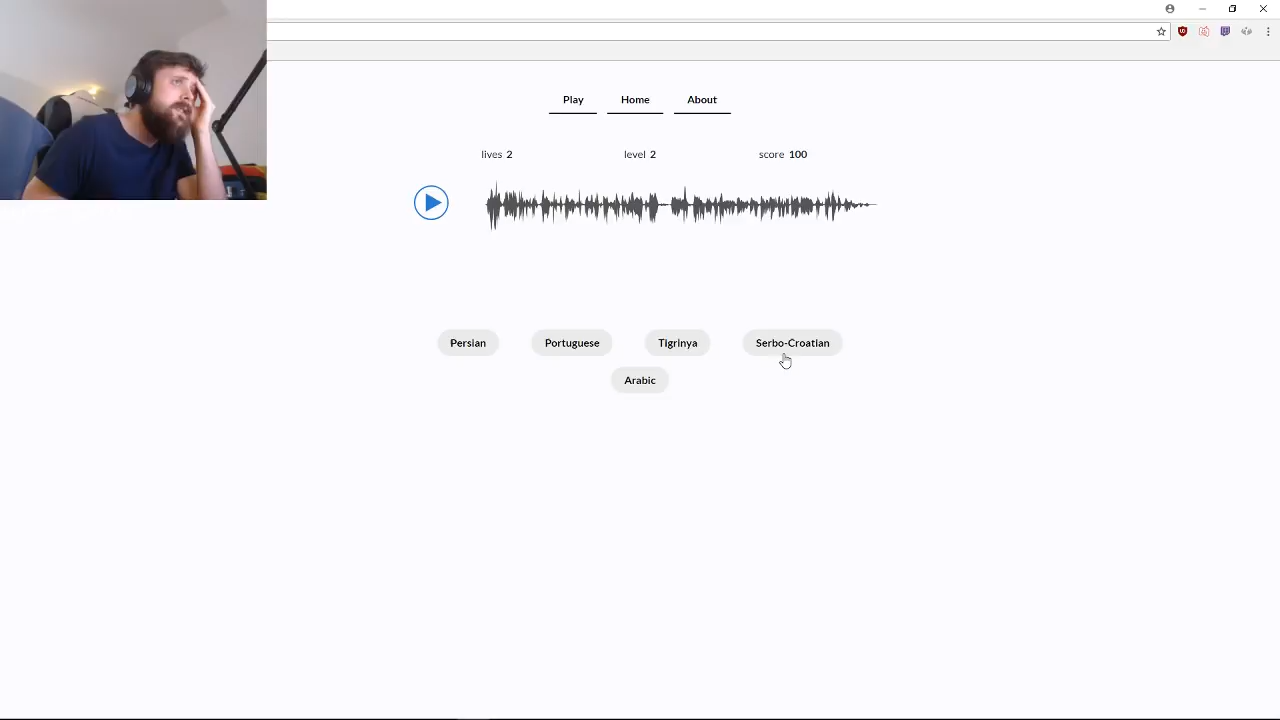 Play Home About
lives 2 level 2 score 100
Persian Portuguese Tigrinya Serbo-Croatian
Arabic